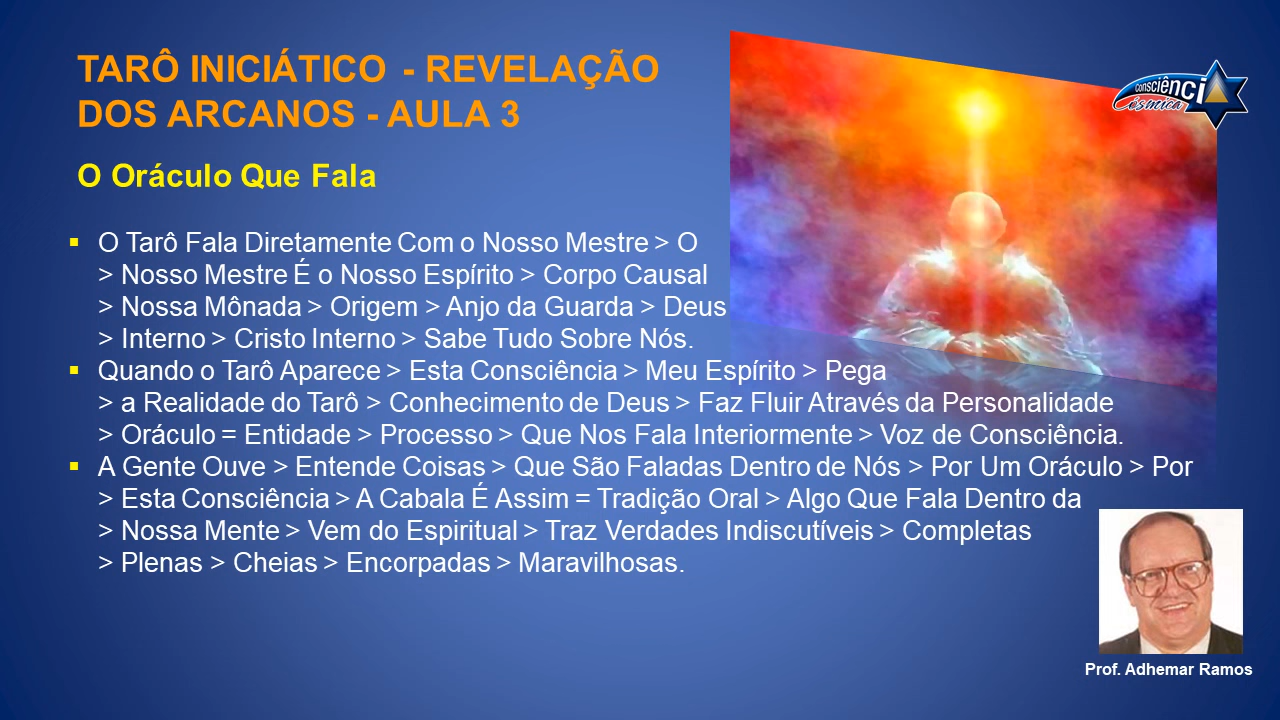 TARÔ INICIÁTICO - REVELAÇÃO
DOS ARCANOS - AULA 3
consciênci
Cósmica
O Oráculo Que Fala
▪ O Tarô Fala Diretamente Com o Nosso Mestre > O
> Nosso Mestre É o Nosso Espírito > Corpo Causal
> Nossa Mônada > Origem > Anjo da Guarda > Deus
> Interno > Cristo Interno > Sabe Tudo Sobre Nós.
▪ Quando o Tarô Aparece > Esta Consciência > Meu Espírito > Pega
> a Realidade do Tarô > Conhecimento de Deus > Faz Fluir Através da Personalidade
> Oráculo = Entidade > Processo > Que Nos Fala Interiormente > Voz de Consciência.
▪ A Gente Ouve > Entende Coisas > Que São Faladas Dentro de Nós > Por Um Oráculo > Por
> Esta Consciência > A Cabala É Assim = Tradição Oral > Algo Que Fala Dentro da
> Nossa Mente > Vem do Espiritual > Traz Verdades Indiscutíveis > Completas
> Plenas > Cheias > Encorpadas > Maravilhosas.
Prof. Adhemar Ramos